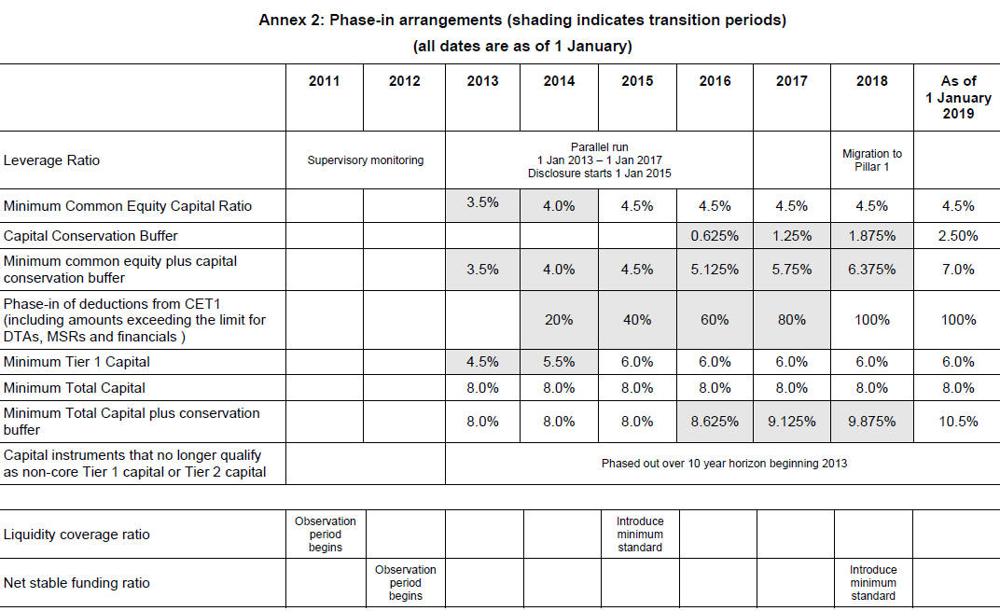 Annex 2: Phase-in arrangements (shading indicates transition periods)
(all dates are as of 1 January)
2011 2012 2013 2014 2015 2016 2017 2018 As of 1 January 2019
Leverage Ratio Supervisory monitoring Parallel run 1 Jan 2013 – 1 Jan 2017 Disclosure starts 1 Jan 2015 Migration to Pillar 1
Minimum Common Equity Capital Ratio 3.5% 4.0% 4.5% 4.5% 4.5% 4.5% 4.5%
Capital Conservation Buffer 0.625% 1.25% 1.875% 2.50%
Minimum common equity plus capital
conservation buffer 3.5% 4.0% 4.5% 5.125% 5.75% 6.375% 7.0%
Phase-in of deductions from CET1
(including amounts exceeding the limit for
DTAs, MSRs and financials ) 20% 40% 60% 80% 100% 100%
Minimum Tier 1 Capital 4.5% 5.5% 6.0% 6.0% 6.0% 6.0% 6.0%
Minimum Total Capital 8.0% 8.0% 8.0% 8.0% 8.0% 8.0% 8.0%
Minimum Total Capital plus conservation
buffer 8.0% 8.0% 8.0% 8.625% 9.125% 9.875% 10.5%
Capital instruments that no longer qualify
as non-core Tier 1 capital or Tier 2 capital Phased out over 10 year horizon beginning 2013
Liquidity coverage ratio Observation period begins Introduce minimum standard
Net stable funding ratio Observation period begins Introduce minimum standard